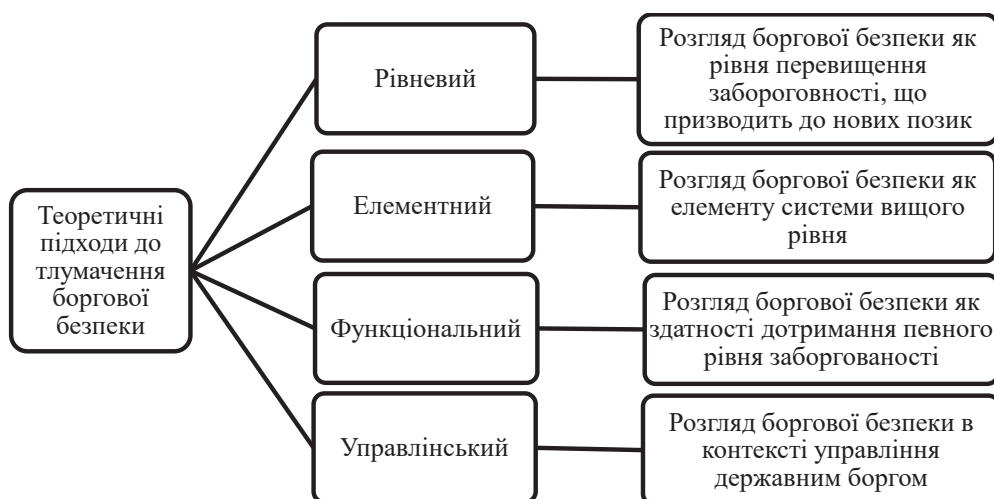 Теоретичні
підходи до
тлумачення
боргової
безпеки
Рівневий
Розгляд боргової безпеки як
рівня перевищення
забороговності, що
призводить до нових позик
Елементний
Розгляд боргової безпеки як
елементу системи вищого
рівня
Функціональний
Розгляд боргової безпеки як
здатності дотримання певного
рівня заборгованості
Управлінський
Розгляд боргової безпеки в
контексті управління
державним боргом